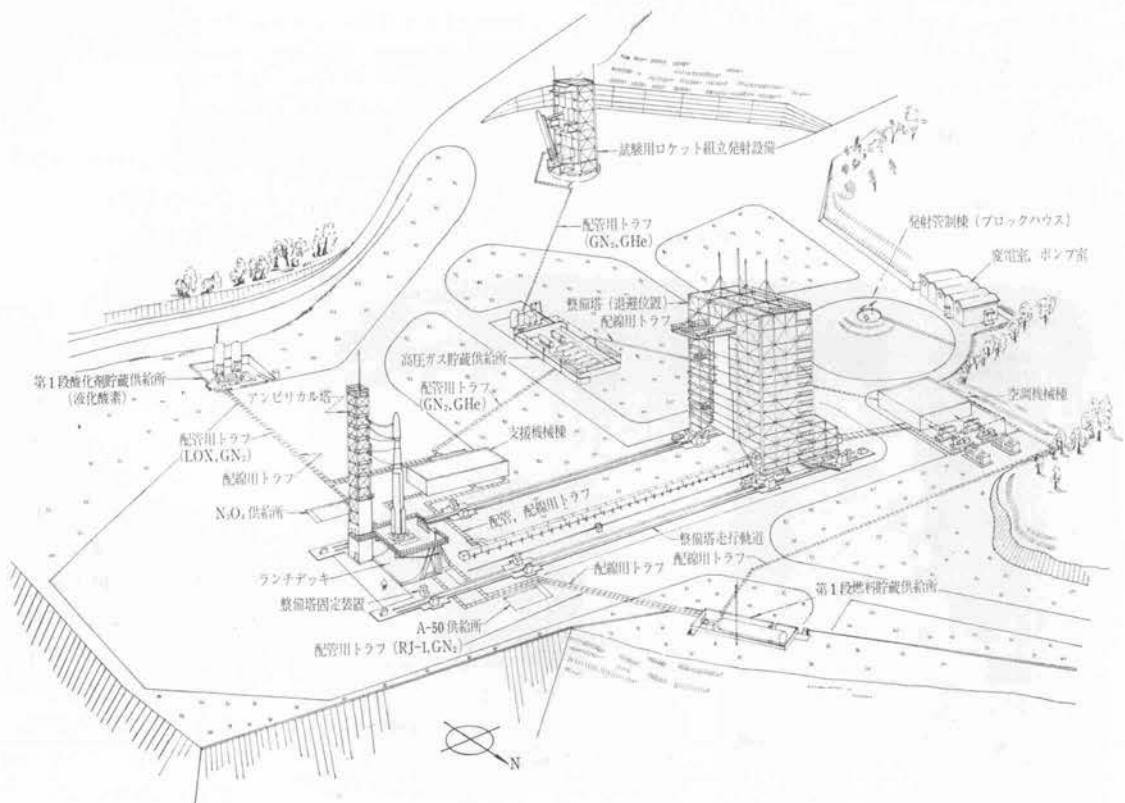 試験用ロケット組立発射設備
配管用トラフ
(GN₂, GHe)
発射管制棟（ブロックハウス）
変電室，ポンプ室
整備塔（退避位置）
配線用トラフ
高圧ガス貯蔵供給所
配管用トラフ
(GN₂, GHe)
第1段酸化剤貯蔵供給所
(液化酸素)
アンビリカル塔
空調機械棟
支援機械棟
配管用トラフ
(LOX, GN₂)
配線用トラフ
N₂O₄ 供給所
配管，配線用トラフ
整備塔走行軌道
配線用トラフ
ランチデッキ
配線用トラフ
整備塔固定装置
第1段燃料貯蔵供給所
A-50 供給所
配管用トラフ (RJ-1, GN₂)
N